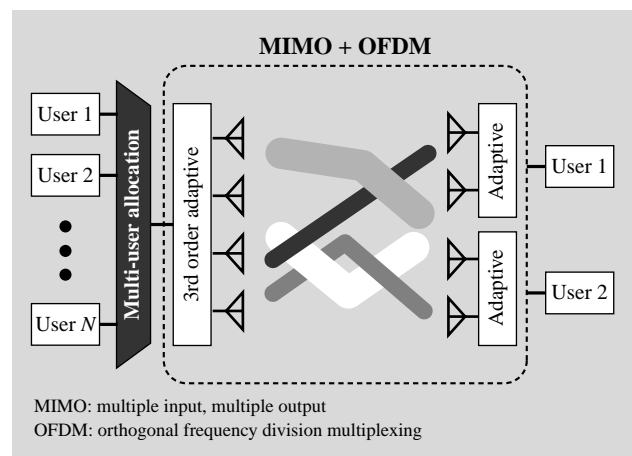 MIMO + OFDM
User 1
User 2
User N
Multi-user allocation
3rd order adaptive
Adaptive
Adaptive
User 1
User 2
MIMO: multiple input, multiple output
OFDM: orthogonal frequency division multiplexing